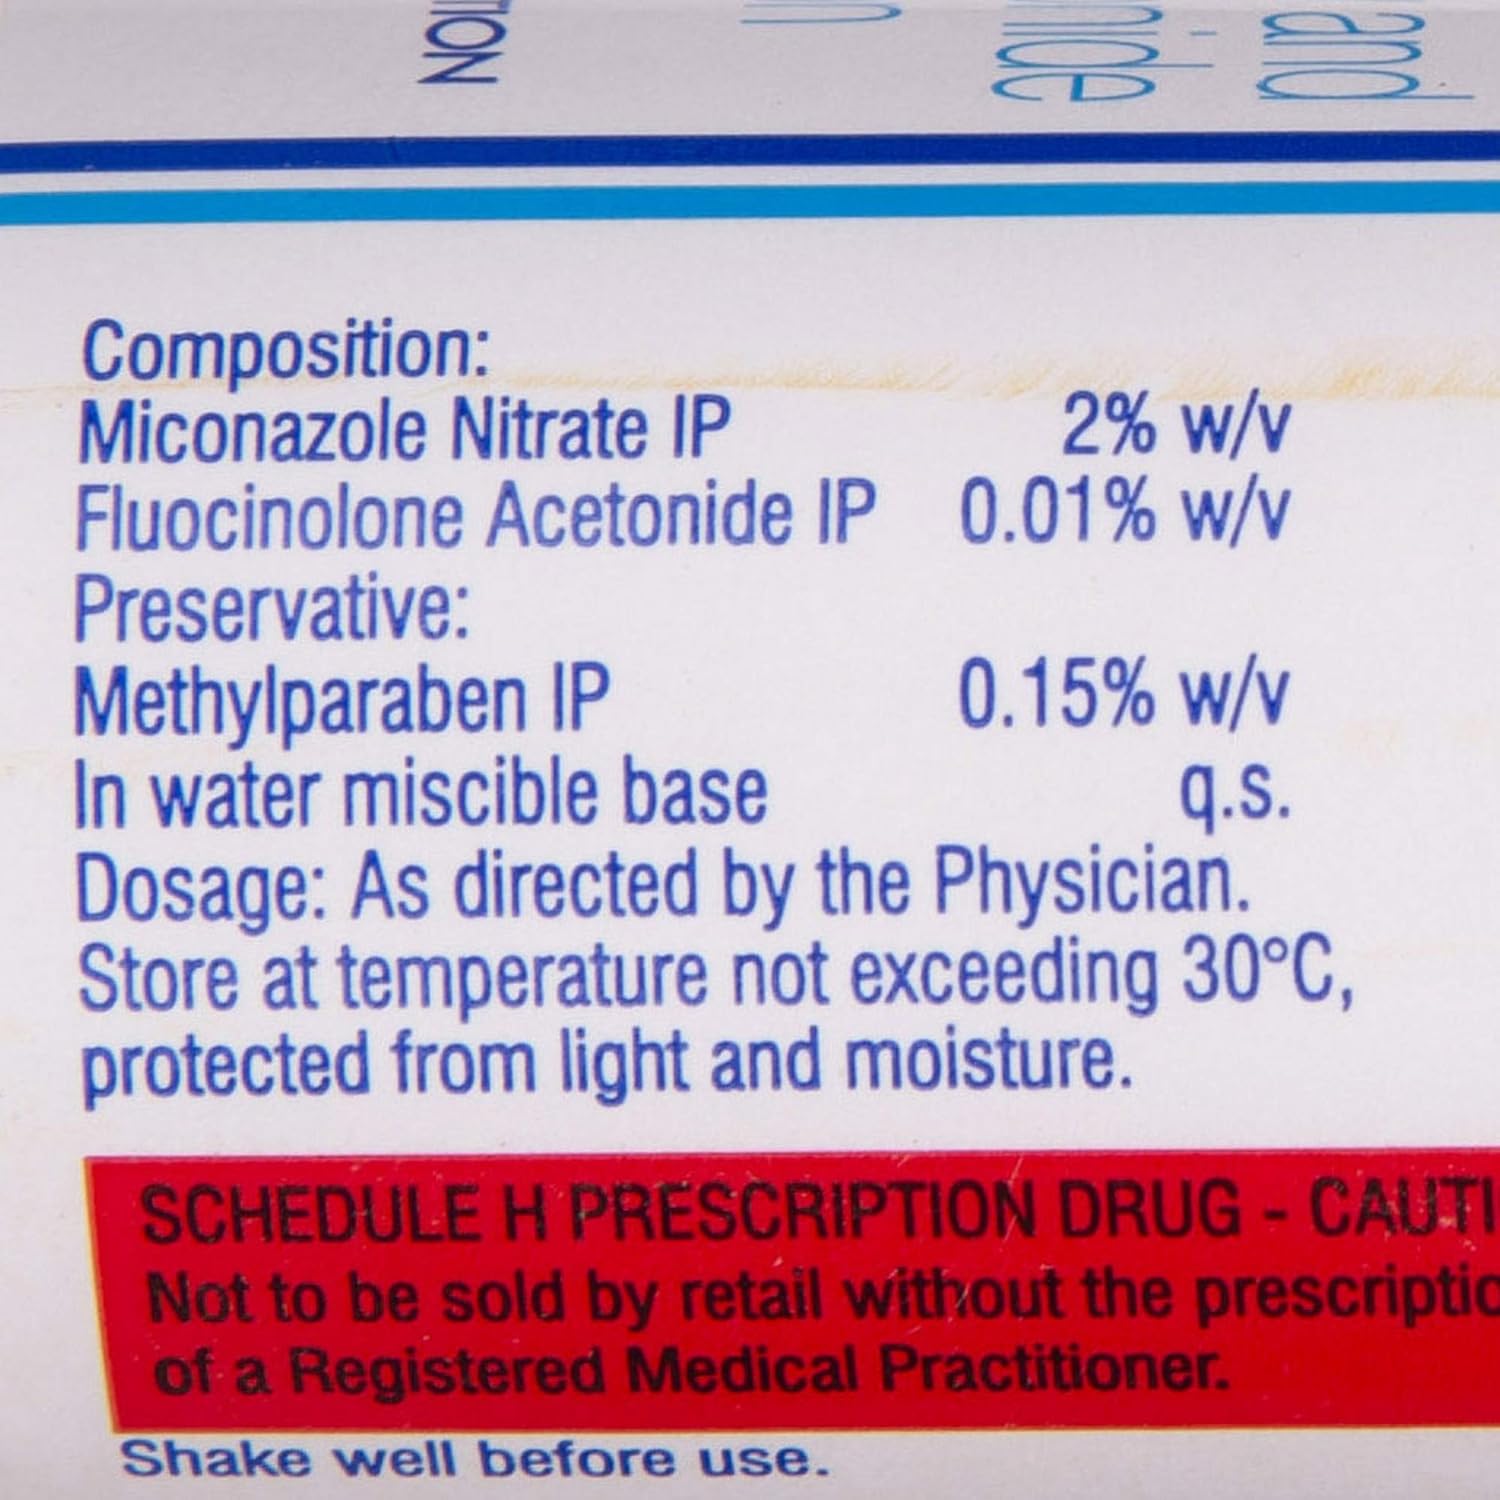 Composition:
Miconazole Nitrate IP 2% w/v
Fluocinolone Acetonide IP 0.01% w/v
Preservative:
Methylparaben IP 0.15% w/v
In water miscible base q.s.
Dosage: As directed by the Physician.
Store at temperature not exceeding 30°C,
protected from light and moisture.
SCHEDULE H PRESCRIPTION DRUG - CAUTI
Not to be sold by retail without the prescriptio
of a Registered Medical Practitioner.
Shake well before use.